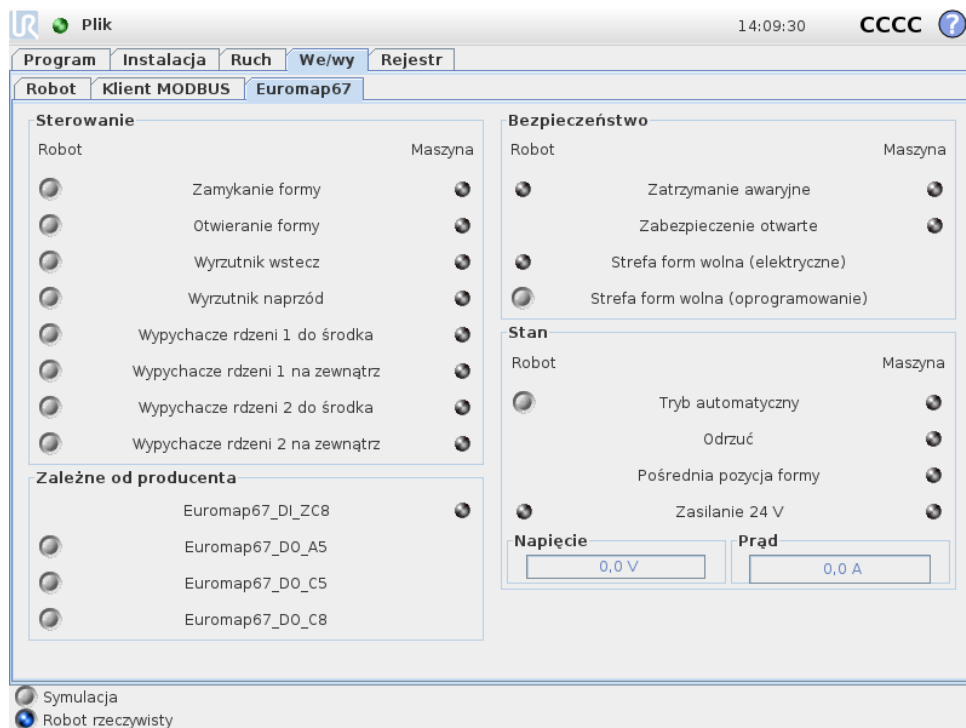 UR Plik 14:09:30 CCCC ?
Program Instalacja Ruch We/wy Rejestr
Robot Klient MODBUS Euromap67
Sterowanie
Robot Maszyna
Zamykanie formy
Otwieranie formy
Wyrzutnik wstecz
Wyrzutnik naprzód
Wypychacze rdzeni 1 do środka
Wypychacze rdzeni 1 na zewnątrz
Wypychacze rdzeni 2 do środka
Wypychacze rdzeni 2 na zewnątrz
Zależne od producenta
Euromap67_DI_ZC8
Euromap67_DO_A5
Euromap67_DO_C5
Euromap67_DO_C8
Bezpieczeństwo
Robot Maszyna
Zatrzymanie awaryjne
Zabezpieczenie otwarte
Strefa form wolna (elektryczne)
Strefa form wolna (oprogramowanie)
Stan
Robot Maszyna
Tryb automatyczny
Odrzuć
Pośrednia pozycja formy
Zasilanie 24 V
Napięcie Prąd
0,0 V 0,0 A
Symulacja
Robot rzeczywisty